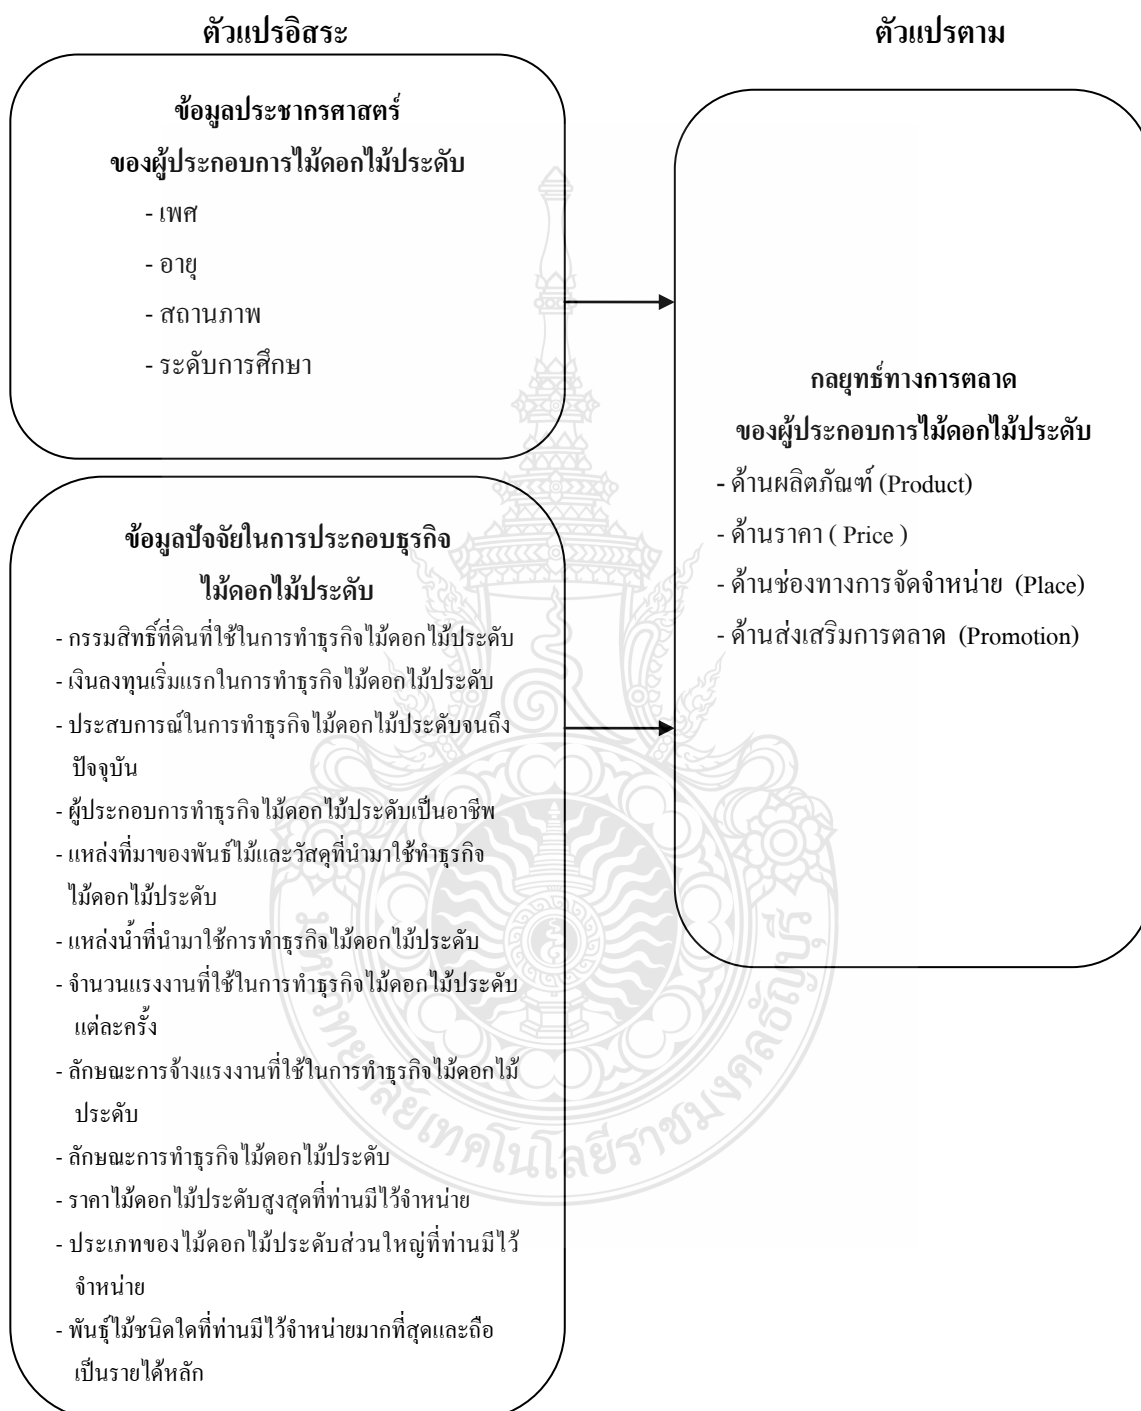 ตัวแปรอิสระ
ตัวแปรตาม
ข้อมูลประชากรศาสตร์
ของผู้ประกอบการไม้ดอกไม้ประดับ
- เพศ
- อายุ
- สถานภาพ
- ระดับการศึกษา
ข้อมูลปัจจัยในการประกอบธุรกิจ
ไม้ดอกไม้ประดับ
- กรรมสิทธิ์ที่ดินที่ใช้ในการทำธุรกิจไม้ดอกไม้ประดับ
- เงินลงทุนเริ่มแรกในการทำธุรกิจไม้ดอกไม้ประดับ
- ประสบการณ์ในการทำธุรกิจไม้ดอกไม้ประดับจนถึง
ปัจจุบัน
- ผู้ประกอบการทำธุรกิจไม้ดอกไม้ประดับเป็นอาชีพ
- แหล่งที่มาของพันธ์ไม้และวัสดุที่นำมาใช้ทำธุรกิจ
ไม้ดอกไม้ประดับ
- แหล่งน้ำที่นำมาใช้การทำธุรกิจไม้ดอกไม้ประดับ
- จำนวนแรงงานที่ใช้ในการทำธุรกิจไม้ดอกไม้ประดับ
แต่ละครั้ง
- ลักษณะการจ้างแรงงานที่ใช้ในการทำธุรกิจไม้ดอกไม้
ประดับ
- ลักษณะการทำธุรกิจไม้ดอกไม้ประดับ
- ราคาไม้ดอกไม้ประดับสูงสุดที่ท่านมีไว้จำหน่าย
- ประเภทของไม้ดอกไม้ประดับส่วนใหญ่ที่ท่านมีไว้
จำหน่าย
- พันธุ์ไม้ชนิดใดที่ท่านมีไว้จำหน่ายมากที่สุดและถือ
เป็นรายได้หลัก
กลยุทธ์ทางการตลาด
ของผู้ประกอบการไม้ดอกไม้ประดับ
- ด้านผลิตภัณฑ์ (Product)
- ด้านราคา ( Price )
- ด้านช่องทางการจัดจำหน่าย (Place)
- ด้านส่งเสริมการตลาด (Promotion)
มหาวิทยาลัยเทคโนโลยีราชมงคลธัญบุรี